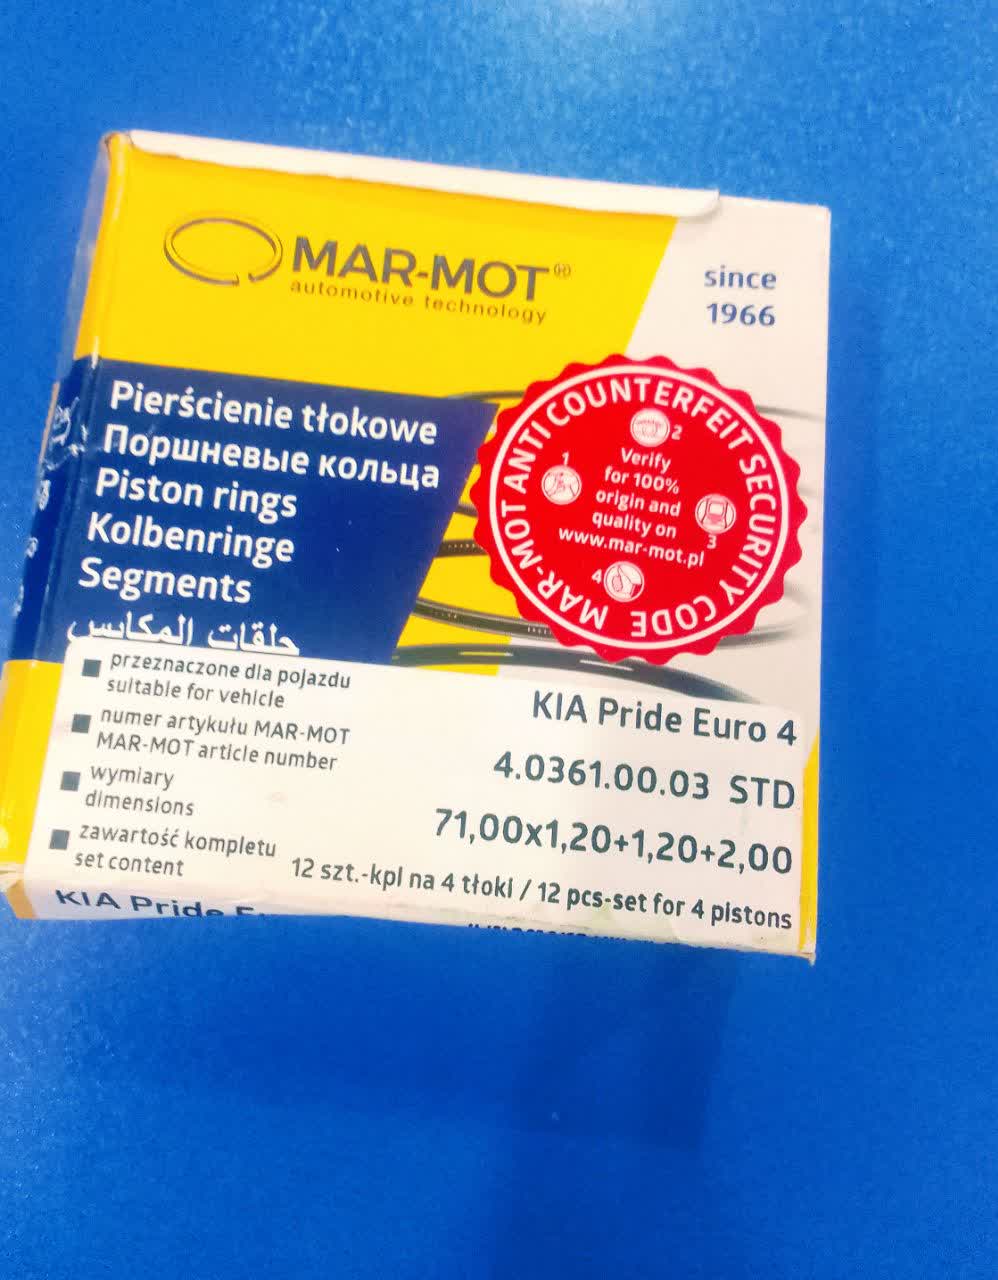 MAR-MOT®
automotive technology
since
1966
Pierścienie tłokowe
Поршневые кольца
Piston rings
Kolbenringe
Segments
حلقات المكابس
MAR-MOT ANTI COUNTERFEIT SECURITY CODE
1
2
Verify
for 100%
origin and
quality on
www.mar-mot.pl
3
4
przeznaczone dla pojazdu
suitable for vehicle
KIA Pride Euro 4
numer artykułu MAR-MOT
MAR-MOT article number
4.0361.00.03 STD
wymiary
dimensions
71,00x1,20+1,20+2,00
zawartość kompletu
set content
12 szt.-kpl na 4 tłoki / 12 pcs-set for 4 pistons
KIA Pride